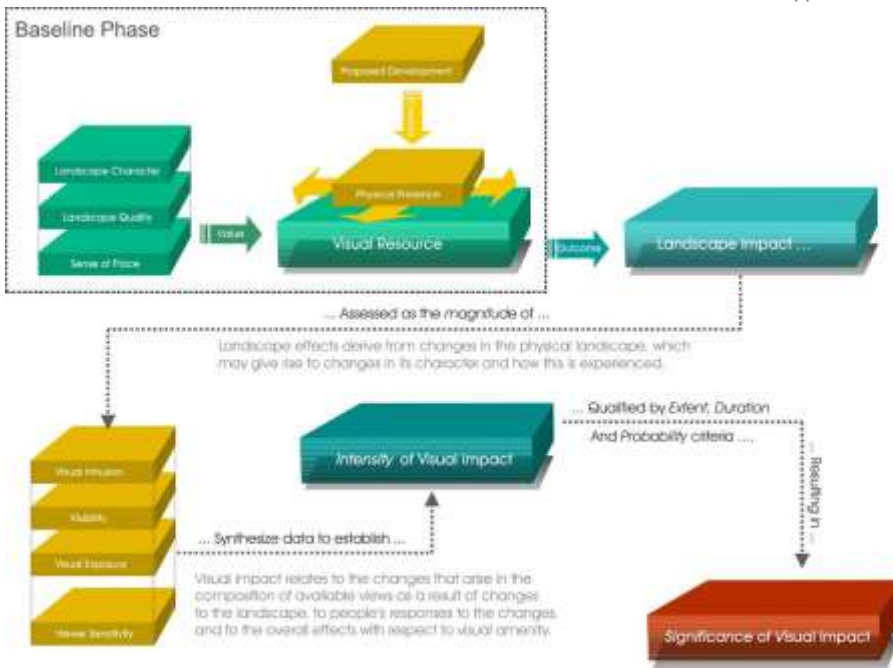 Baseline Phase
Proposed Development
Landscape Character
Physical Presence
Landscape Quality
Value
Visual Resource
Outcome
Landscape Impact ...
Sense of Place
... Assessed as the magnitude of ...
Landscape effects derive from changes in the physical landscape, which
may give rise to changes in its character and how this is experienced.
... Qualified by Extent, Duration
And Probability criteria ....
Intensity of Visual Impact
Visual Intrusion
Visibility
... Resulting in ...
... Synthesize data to establish ...
Visual Exposure
Visual impact relates to the changes that arise in the
composition of available views as a result of changes
to the landscape, to people's responses to the changes,
and to the overall effects with respect to visual amenity.
Viewer Sensitivity
Significance of Visual Impact